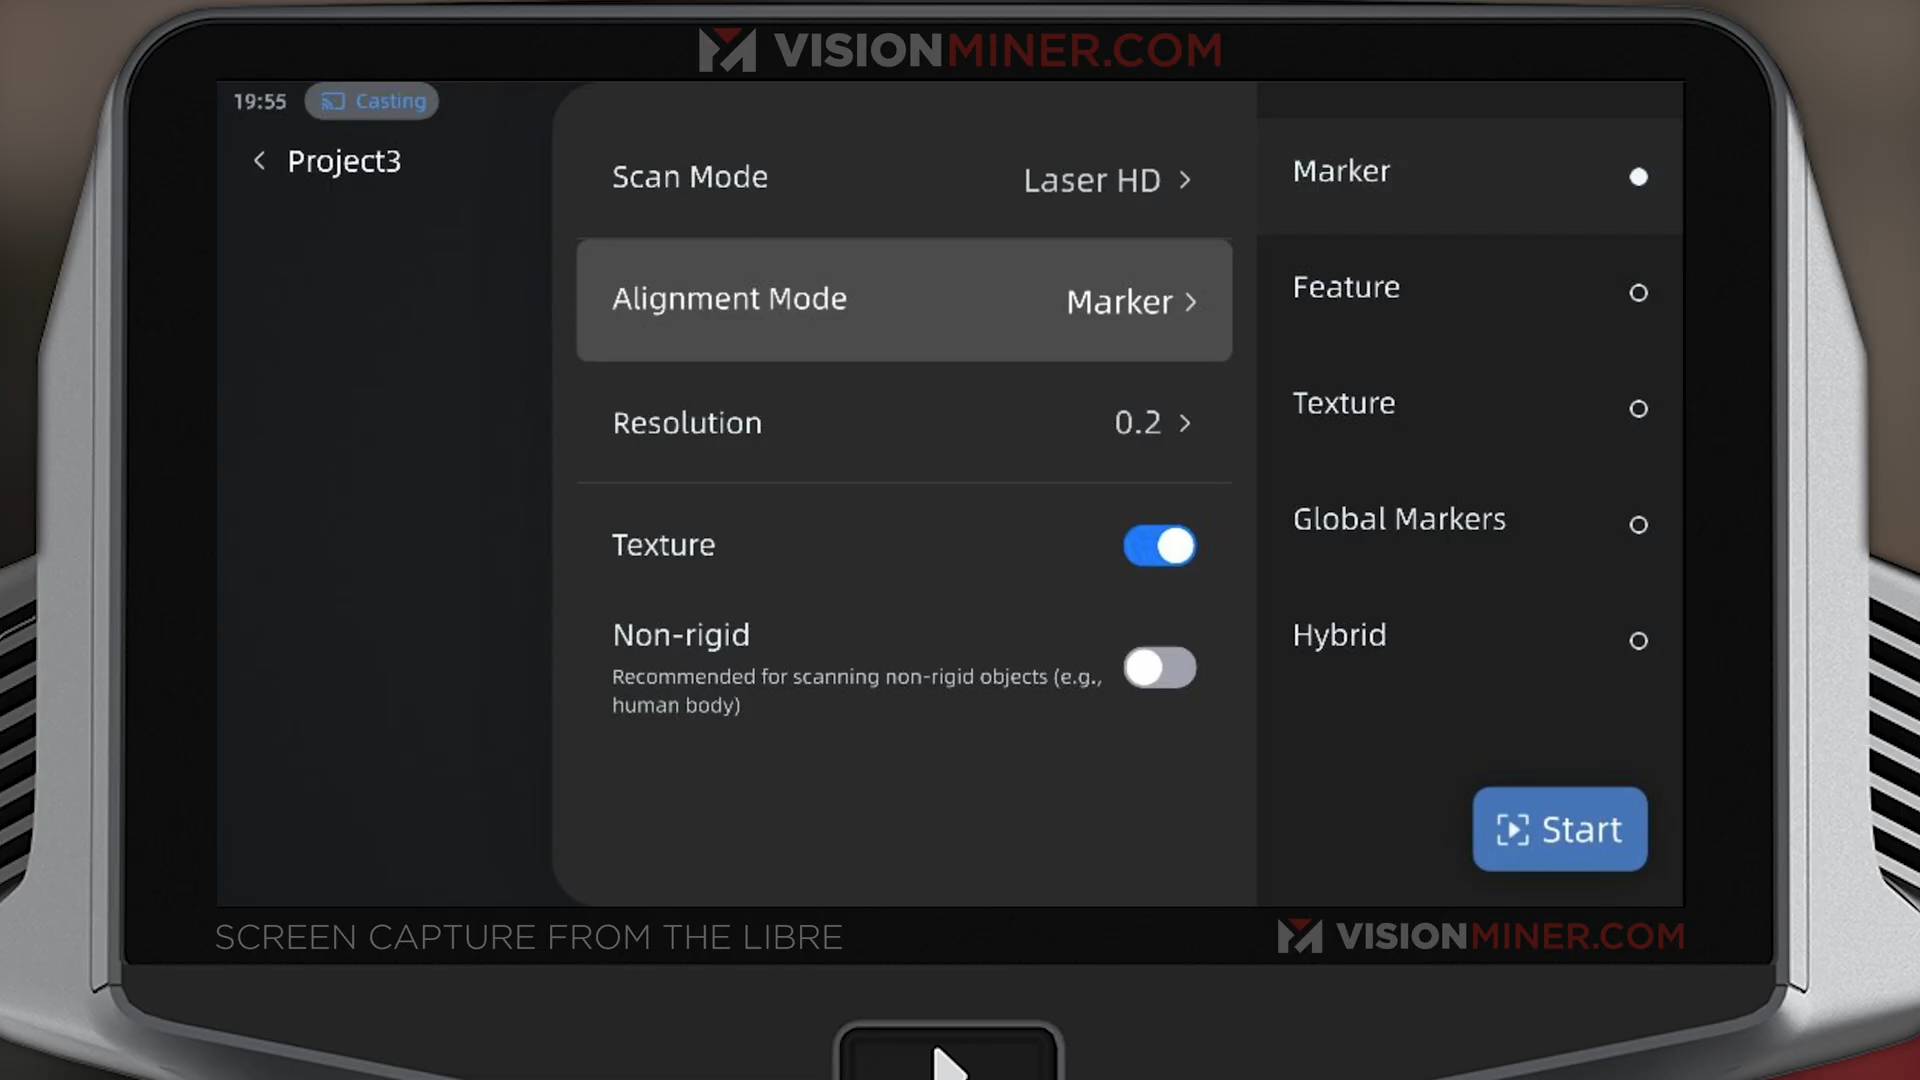 VISIONMINER.COM
19:55
Casting
Project3
Scan Mode
Laser HD
Alignment Mode
Marker
Resolution
0.2
Texture
Non-rigid
Recommended for scanning non-rigid objects (e.g.,
human body)
Marker
Feature
Texture
Global Markers
Hybrid
Start
SCREEN CAPTURE FROM THE LIBRE
VISIONMINER.COM